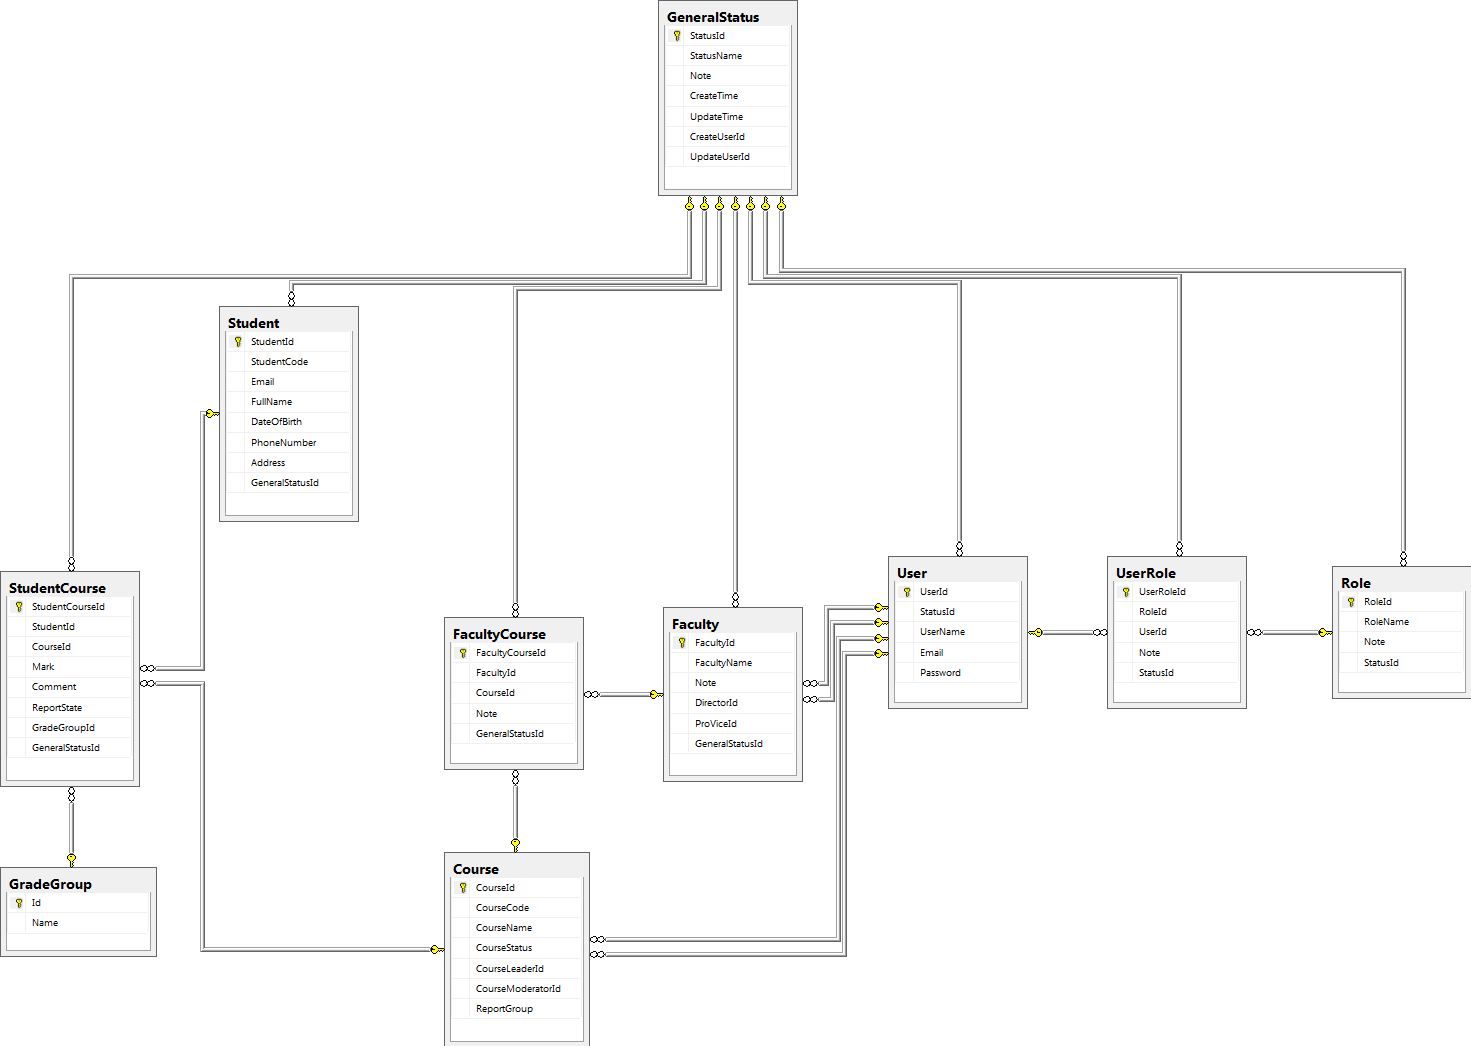 GeneralStatus
StatusId
StatusName
Note
CreateTime
UpdateTime
CreateUserId
UpdateUserId
Student
StudentId
StudentCode
Email
FullName
DateOfBirth
PhoneNumber
Address
GeneralStatusId
StudentCourse
StudentCourseId
StudentId
CourseId
Mark
Comment
ReportState
GradeGroupId
GeneralStatusId
FacultyCourse
FacultyCourseId
FacultyId
CourseId
Note
GeneralStatusId
Faculty
FacultyId
FacultyName
Note
DirectorId
ProViceId
GeneralStatusId
User
UserId
StatusId
UserName
Email
Password
UserRole
UserRoleId
RoleId
UserId
Note
StatusId
Role
RoleId
RoleName
Note
StatusId
GradeGroup
Id
Name
Course
CourseId
CourseCode
CourseName
CourseStatus
CourseLeaderId
CourseModeratorId
ReportGroup